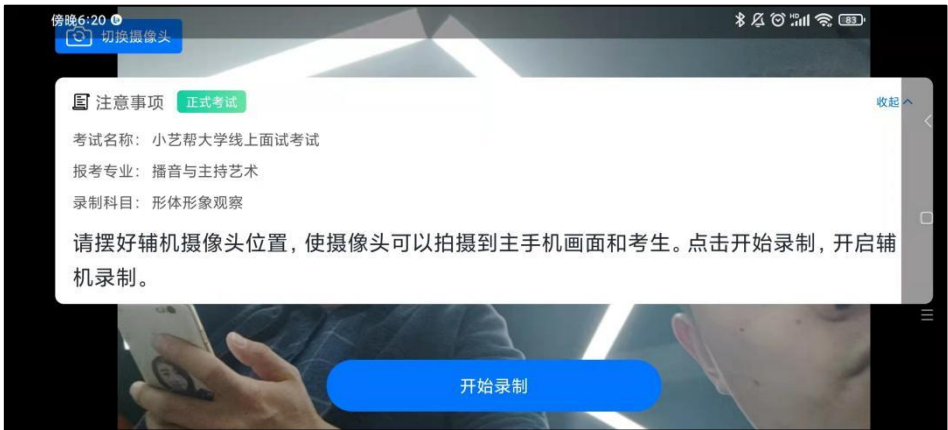 傍晚6:20
83
切换摄像头
注意事项 正式考试
收起
考试名称: 小艺帮大学线上面试考试
报考专业: 播音与主持艺术
录制科目: 形体形象观察
请摆好辅机摄像头位置,使摄像头可以拍摄到主手机画面和考生。点击开始录制,开启辅
机录制。
开始录制